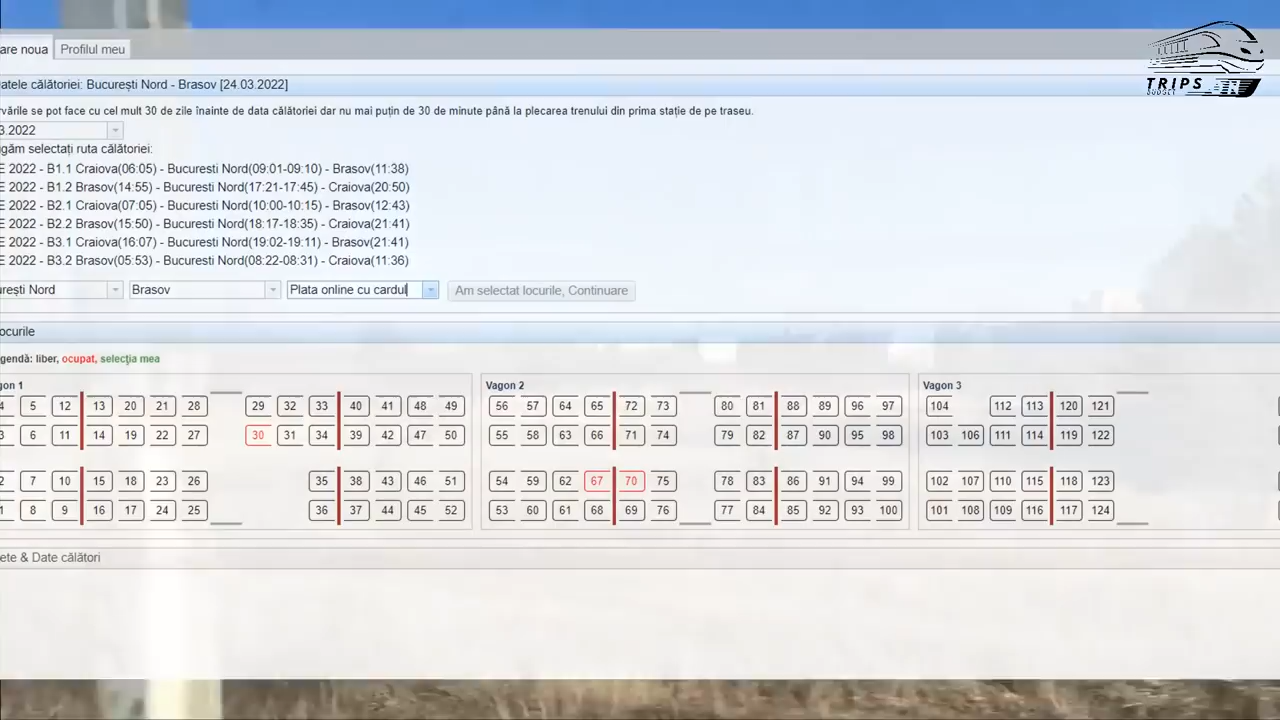 are noua Profilul meu
TRIPS
BUDGET
atele călătoriei: București Nord - Brasov [24.03.2022]
rvările se pot face cu cel mult 30 de zile înainte de data călătoriei dar nu mai puțin de 30 de minute până la plecarea trenului din prima stație de pe traseu.
3.2022
găm selectați ruta călătoriei:
E 2022 - B1.1 Craiova(06:05) - Bucuresti Nord(09:01-09:10) - Brasov(11:38)
E 2022 - B1.2 Brasov(14:55) - Bucuresti Nord(17:21-17:45) - Craiova(20:50)
E 2022 - B2.1 Craiova(07:05) - Bucuresti Nord(10:00-10:15) - Brasov(12:43)
E 2022 - B2.2 Brasov(15:50) - Bucuresti Nord(18:17-18:35) - Craiova(21:41)
E 2022 - B3.1 Craiova(16:07) - Bucuresti Nord(19:02-19:11) - Brasov(21:41)
E 2022 - B3.2 Brasov(05:53) - Bucuresti Nord(08:22-08:31) - Craiova(11:36)
urești Nord Brasov Plata online cu cardul Am selectat locurile, Continuare
ocurile
gendă: liber, ocupat, selecţia mea
gon 1 Vagon 2 Vagon 3
4 5 12 13 20 21 28 29 32 33 40 41 48 49 56 57 64 65 72 73 80 81 88 89 96 97 104 112 113 120 121
3 6 11 14 19 22 27 30 31 34 39 42 47 50 55 58 63 66 71 74 79 82 87 90 95 98 103 106 111 114 119 122
2 7 10 15 18 23 26 35 38 43 46 51 54 59 62 67 70 75 78 83 86 91 94 99 102 107 110 115 118 123
1 8 9 16 17 24 25 36 37 44 45 52 53 60 61 68 69 76 77 84 85 92 93 100 101 108 109 116 117 124
ete & Date călători